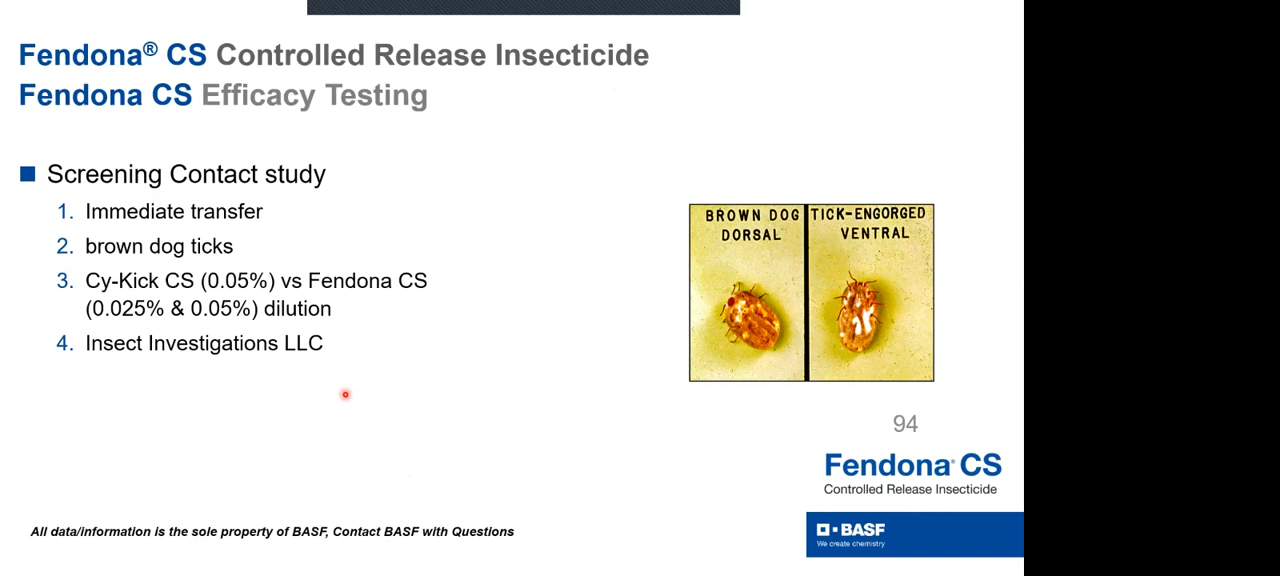 Fendona® CS Controlled Release Insecticide
Fendona CS Efficacy Testing
Screening Contact study
1. Immediate transfer
2. brown dog ticks
3. Cy-Kick CS (0.05%) vs Fendona CS
(0.025% & 0.05%) dilution
4. Insect Investigations LLC
BROWN DOG TICK-ENGORGED
DORSAL VENTRAL
94
Fendona® CS
Controlled Release Insecticide
All data/information is the sole property of BASF, Contact BASF with Questions
BASF
We create chemistry